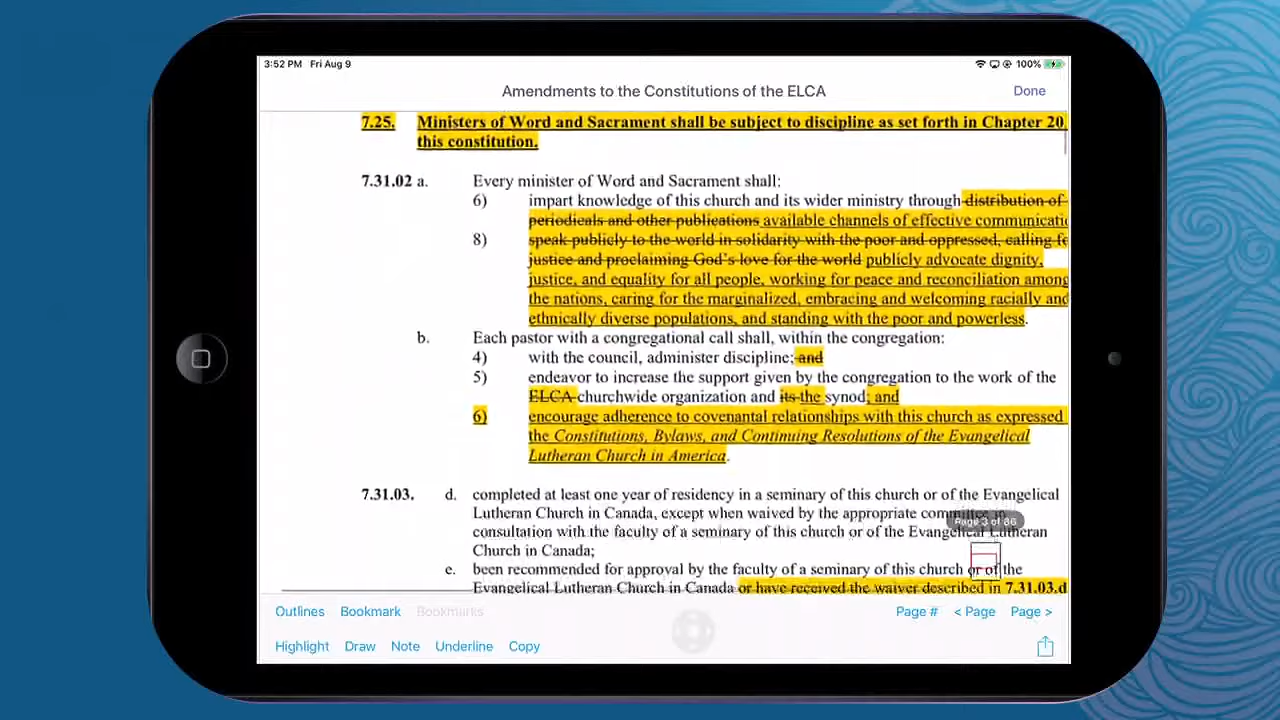 3:52 PM Fri Aug 9 100%
Amendments to the Constitutions of the ELCA Done
7.25. Ministers of Word and Sacrament shall be subject to discipline as set forth in Chapter 20,
this constitution.
7.31.02 a. Every minister of Word and Sacrament shall:
6) impart knowledge of this church and its wider ministry through distribution of
periodicals and other publications available channels of effective communicatio
8) speak publicly to the world in solidarity with the poor and oppressed, calling fo
justice and proclaiming God's love for the world publicly advocate dignity,
justice, and equality for all people, working for peace and reconciliation among
the nations, caring for the marginalized, embracing and welcoming racially and
ethnically diverse populations, and standing with the poor and powerless.
b. Each pastor with a congregational call shall, within the congregation:
4) with the council, administer discipline; and
5) endeavor to increase the support given by the congregation to the work of the
ELCA churchwide organization and its the synod; and
6) encourage adherence to covenantal relationships with this church as expressed
the Constitutions, Bylaws, and Continuing Resolutions of the Evangelical
Lutheran Church in America.
7.31.03. d. completed at least one year of residency in a seminary of this church or of the Evangelical
Lutheran Church in Canada, except when waived by the appropriate committee in
Page 3 of 86
consultation with the faculty of a seminary of this church or of the Evangelical Lutheran
Church in Canada;
e. been recommended for approval by the faculty of a seminary of this church or of the
Evangelical Lutheran Church in Canada or have received the waiver described in 7.31.03.d
Outlines Bookmark Bookmarks Page # < Page Page >
Highlight Draw Note Underline Copy